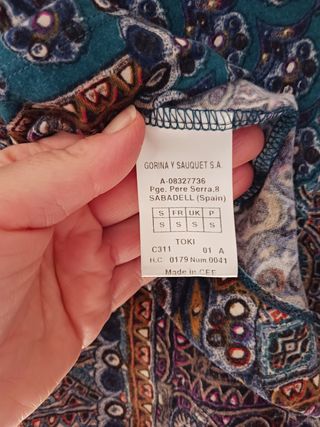 GORINA Y SAUQUET S.A.
A-08327736
Pge. Pere Serra,8
SABADELL (Spain)
S FR UK P
S S S S
TOKI
C311 01 A
N.C 0179 Num.0041
Made in CEE